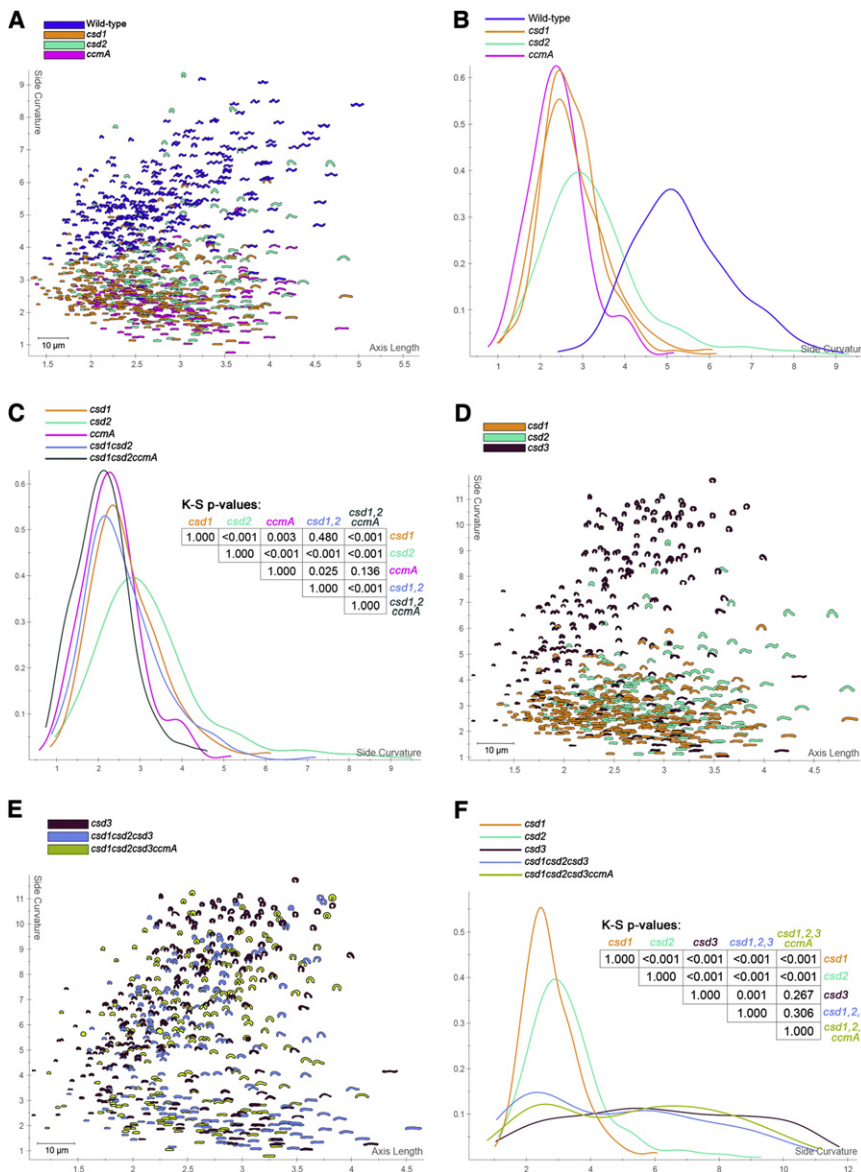 A
Wild-type
csd1
csd2
ccmA
Side Curvature
9
8
7
6
5
4
3
2
1
10 µm
Axis Length
1.5
2
2.5
3
3.5
4
4.5
5
5.5
B
Wild-type
csd1
csd2
ccmA
0.6
0.5
0.4
0.3
0.2
0.1
Side Curvatur
1
2
3
4
5
6
7
8
9
C
csd1
csd2
ccmA
csd1csd2
csd1csd2ccmA
0.6
0.5
0.4
0.3
0.2
0.1
K-S p-values:
csd1 csd2 ccmA csd1,2 csd1,2 ccmA
1.000 <0.001 0.003 0.480 <0.001 csd1
1.000 <0.001 <0.001 <0.001 csd2
1.000 0.025 0.136 ccmA
1.000 <0.001 csd1,2
1.000 csd1,2 ccmA
Side Curvature
1
2
3
4
5
6
7
8
9
D
csd1
csd2
csd3
Side Curvature
11
10
9
8
7
6
5
4
3
2
1
10 µm
Axis Length
1.5
2
2.5
3
3.5
4
4.5
E
csd3
csd1csd2csd3
csd1csd2csd3ccmA
Side Curvature
11
10
9
8
7
6
5
4
3
2
1
10 µm
Axis Length
1.5
2
2.5
3
3.5
4
4.5
F
csd1
csd2
csd3
csd1csd2csd3
csd1csd2csd3ccmA
0.5
0.4
0.3
0.2
0.1
K-S p-values:
csd1 csd2 csd3 csd1,2,3 csd1,2,3 ccmA
1.000 <0.001 <0.001 <0.001 <0.001 csd1
1.000 <0.001 <0.001 <0.001 csd2
1.000 0.001 0.267 csd3
1.000 0.306 csd1,2,
1.000 csd1,2, ccmA
Side Curvature
2
4
6
8
10
12